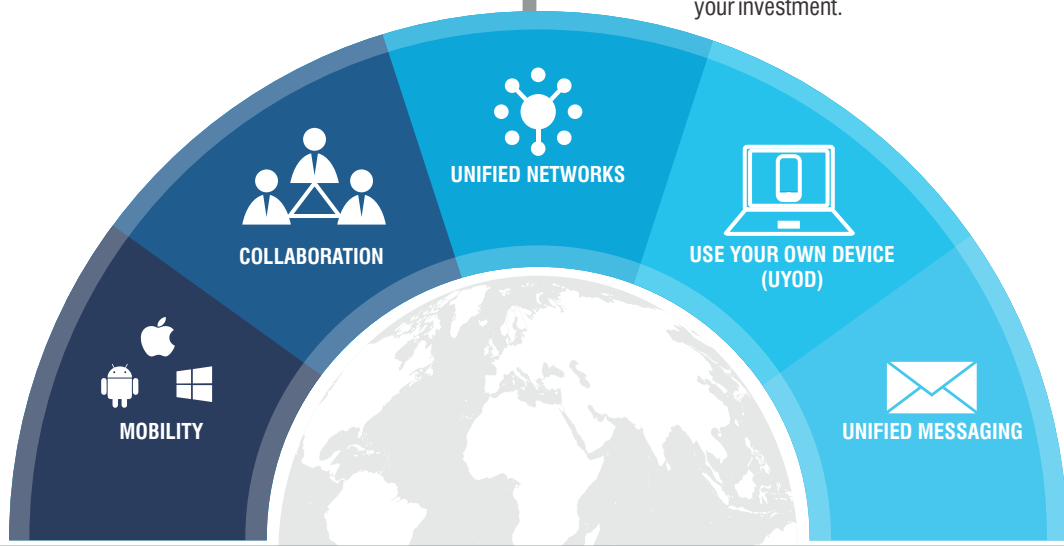 your investment.
UNIFIED NETWORKS
COLLABORATION
USE YOUR OWN DEVICE
(UYOD)
MOBILITY
UNIFIED MESSAGING